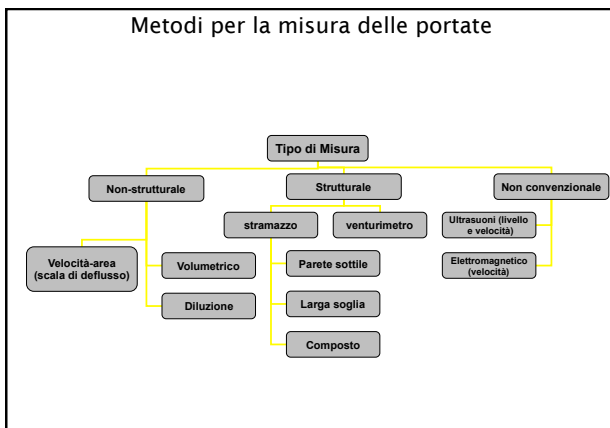 Metodi per la misura delle portate
Tipo di Misura
Non-strutturale
Strutturale
Non convenzionale
stramazzo
venturimetro
Ultrasuoni (livello
e velocità)
Velocità-area
(scala di deflusso)
Volumetrico
Parete sottile
Elettromagnetico
(velocità)
Diluzione
Larga soglia
Composto